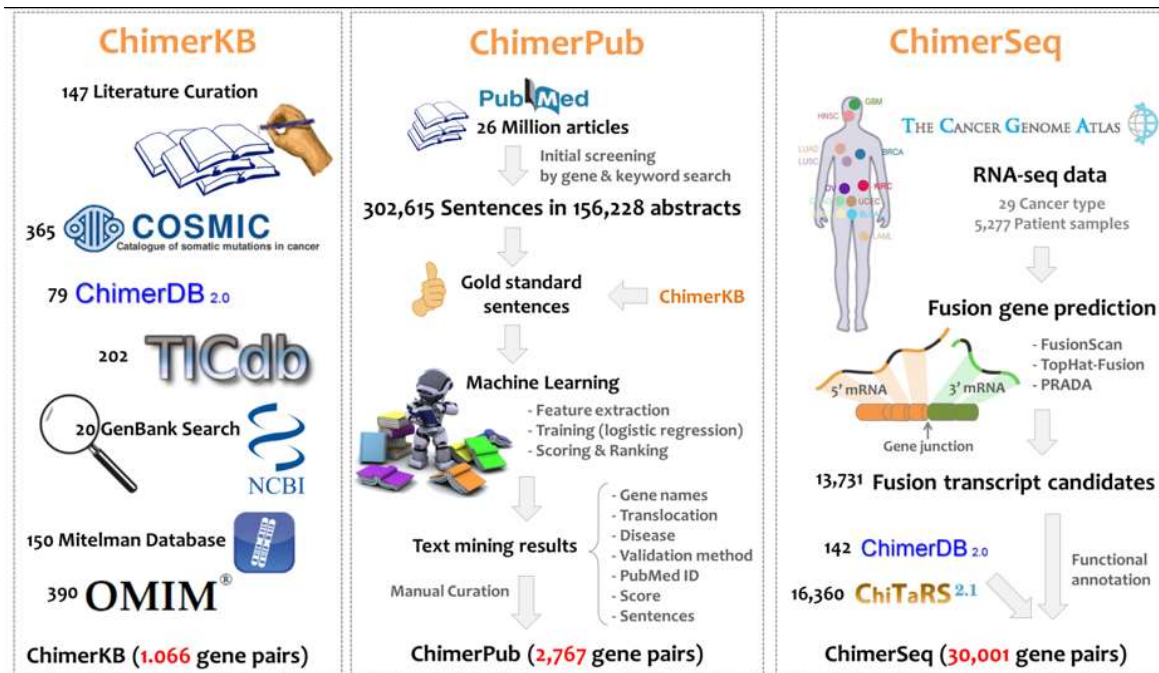 ChimerKB
147 Literature Curation
365 COSMIC
Catalogue of somatic mutations in cancer
79 ChimerDB 2.0
202 TICdb
20 GenBank Search
NCBI
150 Mitelman Database
390 OMIM®
ChimerKB (1.066 gene pairs)
ChimerPub
PubMed
26 Million articles
Initial screening
by gene & keyword search
302,615 Sentences in 156,228 abstracts
Gold standard
sentences
ChimerKB
Machine Learning
- Feature extraction
- Training (logistic regression)
- Scoring & Ranking
Text mining results
- Gene names
- Translocation
- Disease
- Validation method
- PubMed ID
- Score
- Sentences
Manual Curation
ChimerPub (2,767 gene pairs)
ChimerSeq
GBM
HNSC
LUAD
LUSC
BRCA
OV
KIRC
UCEC
LAML
THE CANCER GENOME ATLAS
RNA-seq data
29 Cancer type
5,277 Patient samples
Fusion gene prediction
- FusionScan
- TopHat-Fusion
- PRADA
5' mRNA
3' mRNA
Gene junction
13,731 Fusion transcript candidates
142 ChimerDB 2.0
16,360 ChiTaRS 2.1
Functional
annotation
ChimerSeq (30,001 gene pairs)